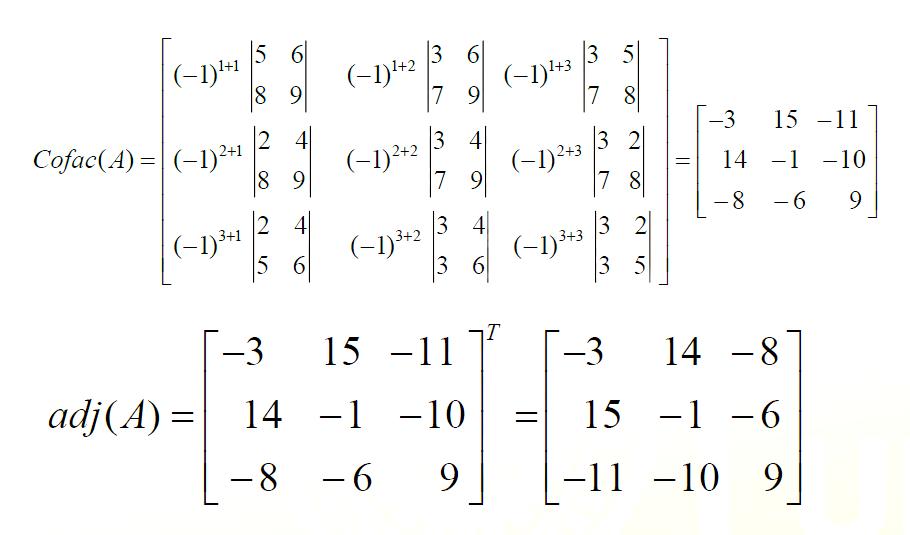 Cofac(A) = [ (−1)^{1+1} |5 6; 8 9| (−1)^{1+2} |3 6; 7 9| (−1)^{1+3} |3 5; 7 8| ; (−1)^{2+1} |2 4; 8 9| (−1)^{2+2} |3 4; 7 9| (−1)^{2+3} |3 2; 7 8| ; (−1)^{3+1} |2 4; 5 6| (−1)^{3+2} |3 4; 3 6| (−1)^{3+3} |3 2; 3 5| ] = [ −3 15 −11 ; 14 −1 −10 ; −8 −6 9 ]
adj(A) = [ −3 15 −11 ; 14 −1 −10 ; −8 −6 9 ]^T = [ −3 14 −8 ; 15 −1 −6 ; −11 −10 9 ]